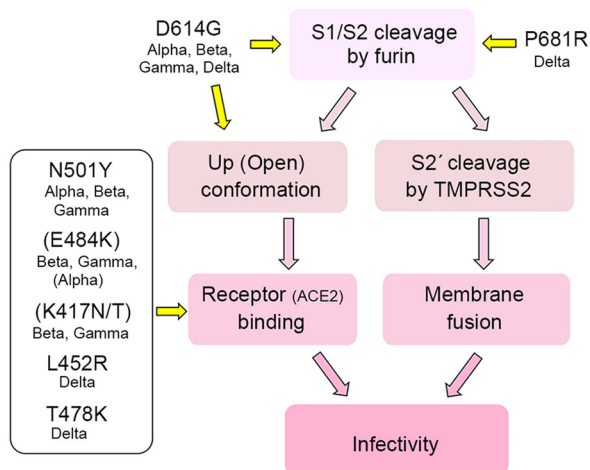 D614G
Alpha, Beta,
Gamma, Delta
S1/S2 cleavage
by furin
P681R
Delta
Up (Open)
conformation
S2´ cleavage
by TMPRSS2
N501Y
Alpha, Beta,
Gamma
(E484K)
Beta, Gamma,
(Alpha)
(K417N/T)
Beta, Gamma
L452R
Delta
T478K
Delta
Receptor (ACE2)
binding
Membrane
fusion
Infectivity